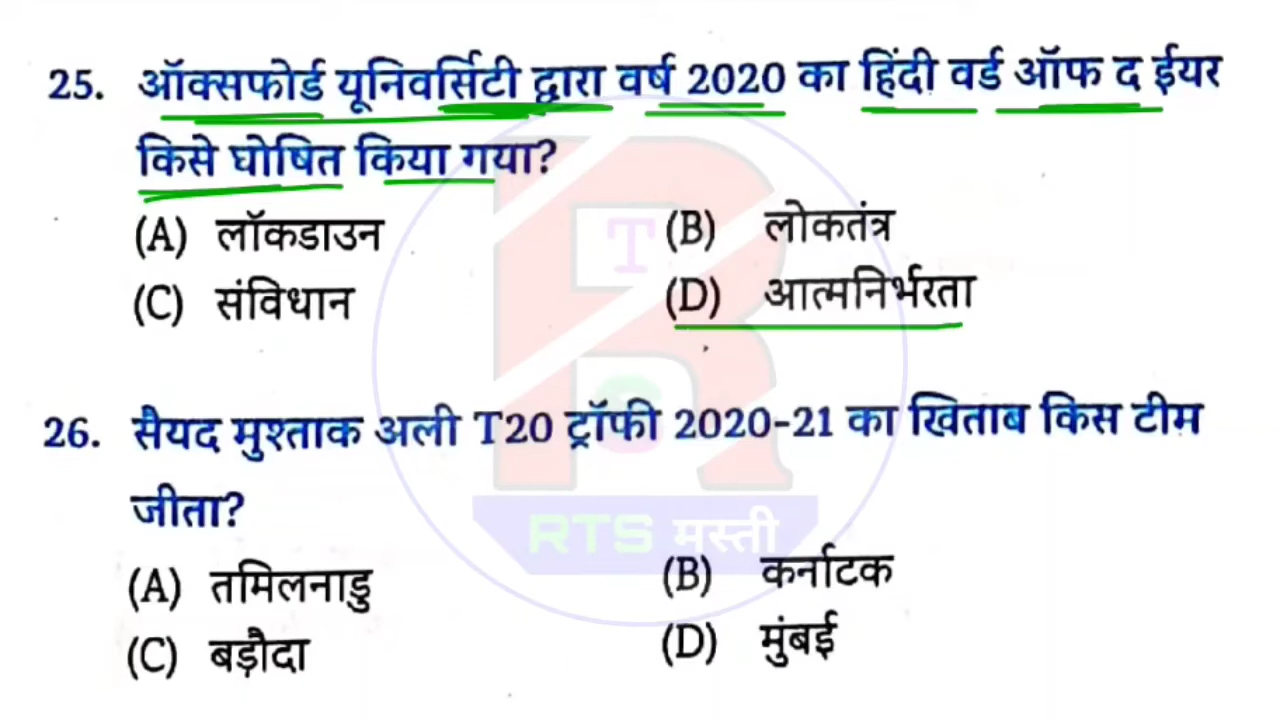 25. ऑक्सफोर्ड यूनिवर्सिटी द्वारा वर्ष 2020 का हिंदी वर्ड ऑफ द ईयर
किसे घोषित किया गया?
(A) लॉकडाउन (B) लोकतंत्र
(C) संविधान (D) आत्मनिर्भरता
T
26. सैयद मुश्ताक अली T20 ट्रॉफी 2020-21 का खिताब किस टीम
जीता?
RTS मस्ती
(A) तमिलनाडु (B) कर्नाटक
(C) बड़ौदा (D) मुंबई